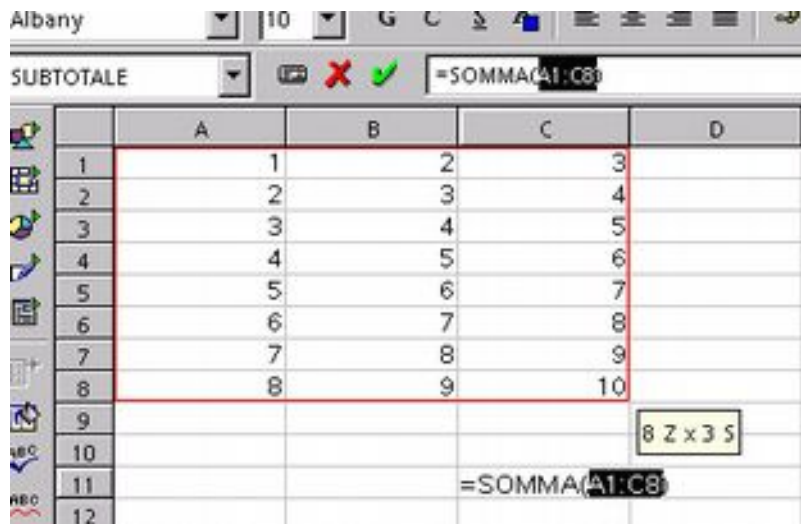 Albany 10 G C S A
SUBTOTALE =SOMMA(A1:C8)
A B C D
1 1 2 3
2 2 3 4
3 3 4 5
4 4 5 6
5 5 6 7
6 6 7 8
7 7 8 9
8 8 9 10
9
8 Z x 3 S
10
11 =SOMMA(A1:C8)
12
ABC
ABC